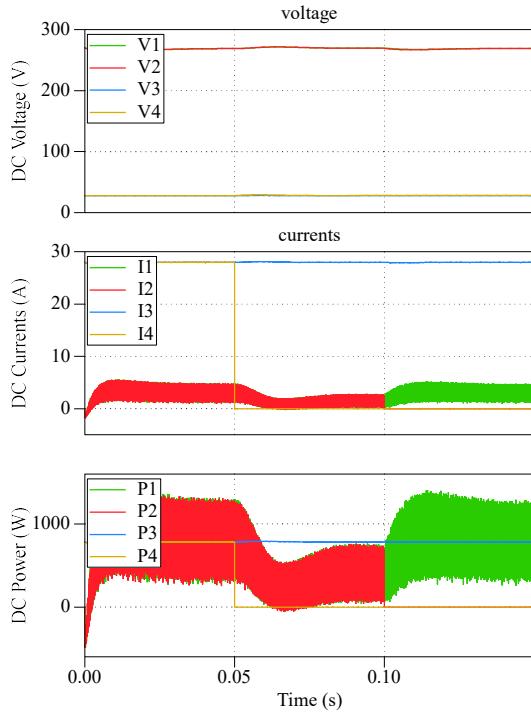 voltage
300
200
100
0
DC Voltage (V)
V1
V2
V3
V4
currents
30
20
10
0
DC Currents (A)
I1
I2
I3
I4
1000
0
DC Power (W)
P1
P2
P3
P4
0.00 0.05 0.10
Time (s)